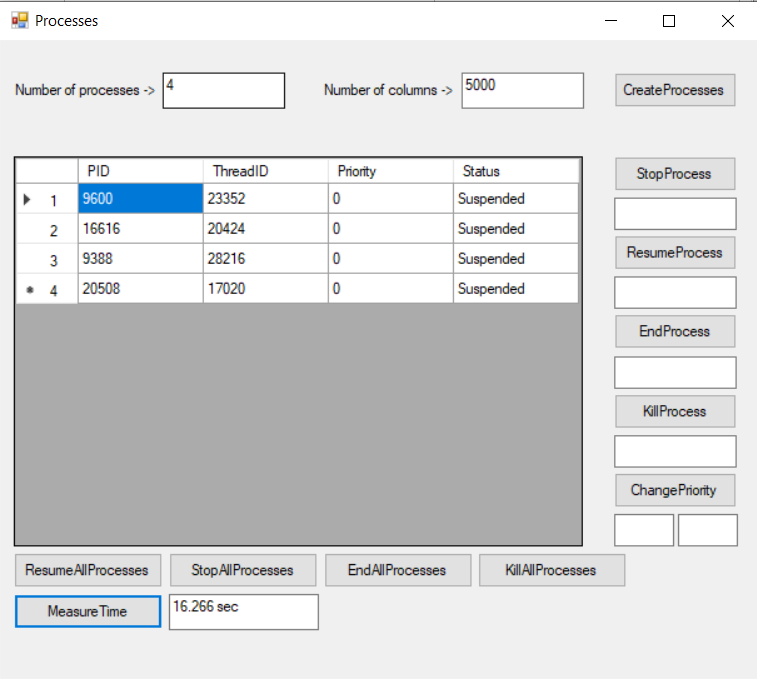 Processes
Number of processes -> 4 Number of columns -> 5000 CreateProcesses
PID ThreadID Priority Status
1 9600 23352 0 Suspended
2 16616 20424 0 Suspended
3 9388 28216 0 Suspended
4 20508 17020 0 Suspended
StopProcess
ResumeProcess
EndProcess
KillProcess
ChangePriority
ResumeAllProcesses StopAllProcesses EndAllProcesses KillAllProcesses
MeasureTime 16.266 sec